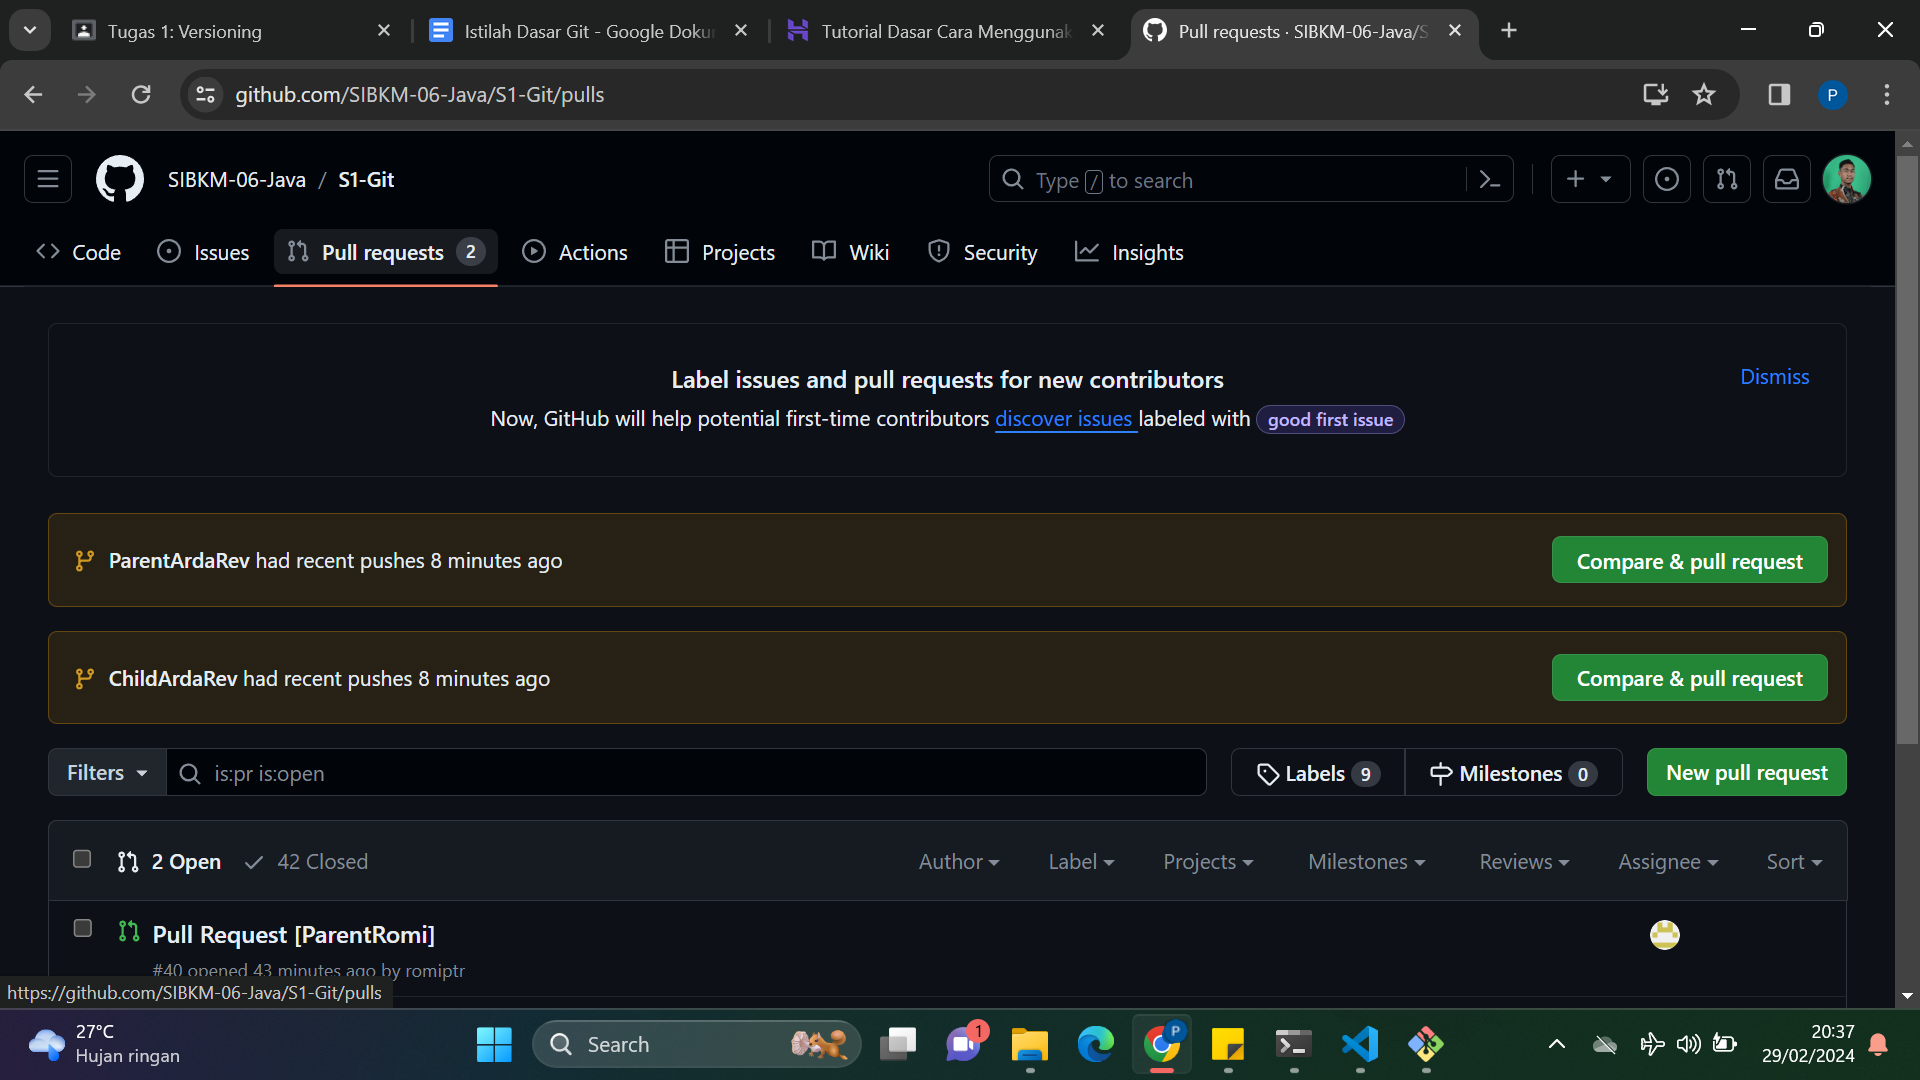 Tugas 1: Versioning
Istilah Dasar Git - Google Dokur
Tutorial Dasar Cara Menggunak
Pull requests · SIBKM-06-Java/S
github.com/SIBKM-06-Java/S1-Git/pulls
P
SIBKM-06-Java / S1-Git
Type / to search
Code
Issues
Pull requests 2
Actions
Projects
Wiki
Security
Insights
Label issues and pull requests for new contributors
Dismiss
Now, GitHub will help potential first-time contributors discover issues labeled with good first issue
ParentArdaRev had recent pushes 8 minutes ago
Compare & pull request
ChildArdaRev had recent pushes 8 minutes ago
Compare & pull request
Filters
is:pr is:open
Labels 9
Milestones 0
New pull request
2 Open
42 Closed
Author
Label
Projects
Milestones
Reviews
Assignee
Sort
Pull Request [ParentRomi]
#40 opened 43 minutes ago by romiptr
https://github.com/SIBKM-06-Java/S1-Git/pulls
27°C
Hujan ringan
Search
1
P
20:37
29/02/2024